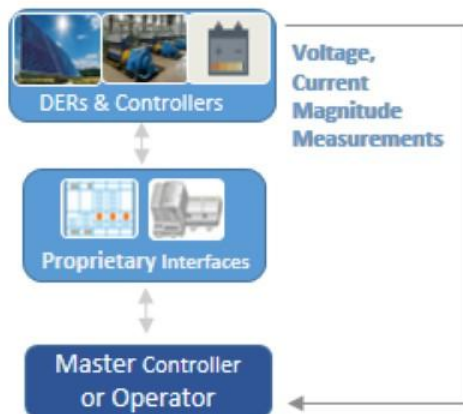 DERs & Controllers
Voltage,
Current
Magnitude
Measurements
Proprietary Interfaces
Master Controller
or Operator